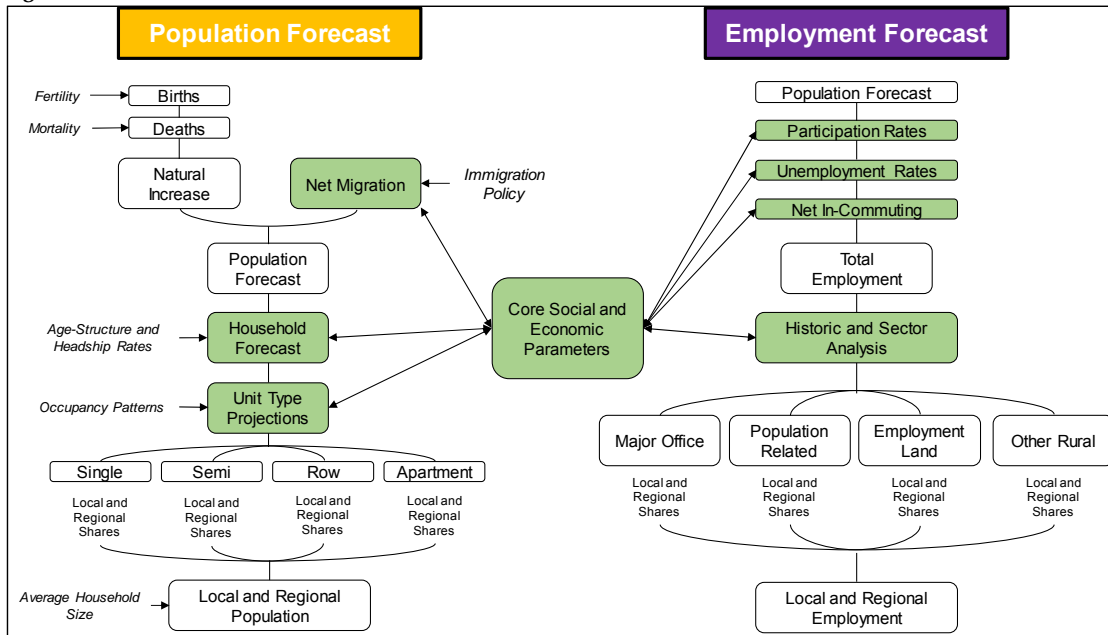 Population Forecast
Employment Forecast
Fertility
Births
Mortality
Deaths
Natural
Increase
Net Migration
Immigration
Policy
Population
Forecast
Age-Structure and
Headship Rates
Household
Forecast
Occupancy Patterns
Unit Type
Projections
Single
Semi
Row
Apartment
Local and
Regional
Shares
Local and
Regional
Shares
Local and
Regional
Shares
Local and
Regional
Shares
Average Household
Size
Local and Regional
Population
Core Social and
Economic
Parameters
Population Forecast
Participation Rates
Unemployment Rates
Net In-Commuting
Total
Employment
Historic and Sector
Analysis
Major Office
Population
Related
Employment
Land
Other Rural
Local and
Regional
Shares
Local and
Regional
Shares
Local and
Regional
Shares
Local and
Regional
Shares
Local and Regional
Employment